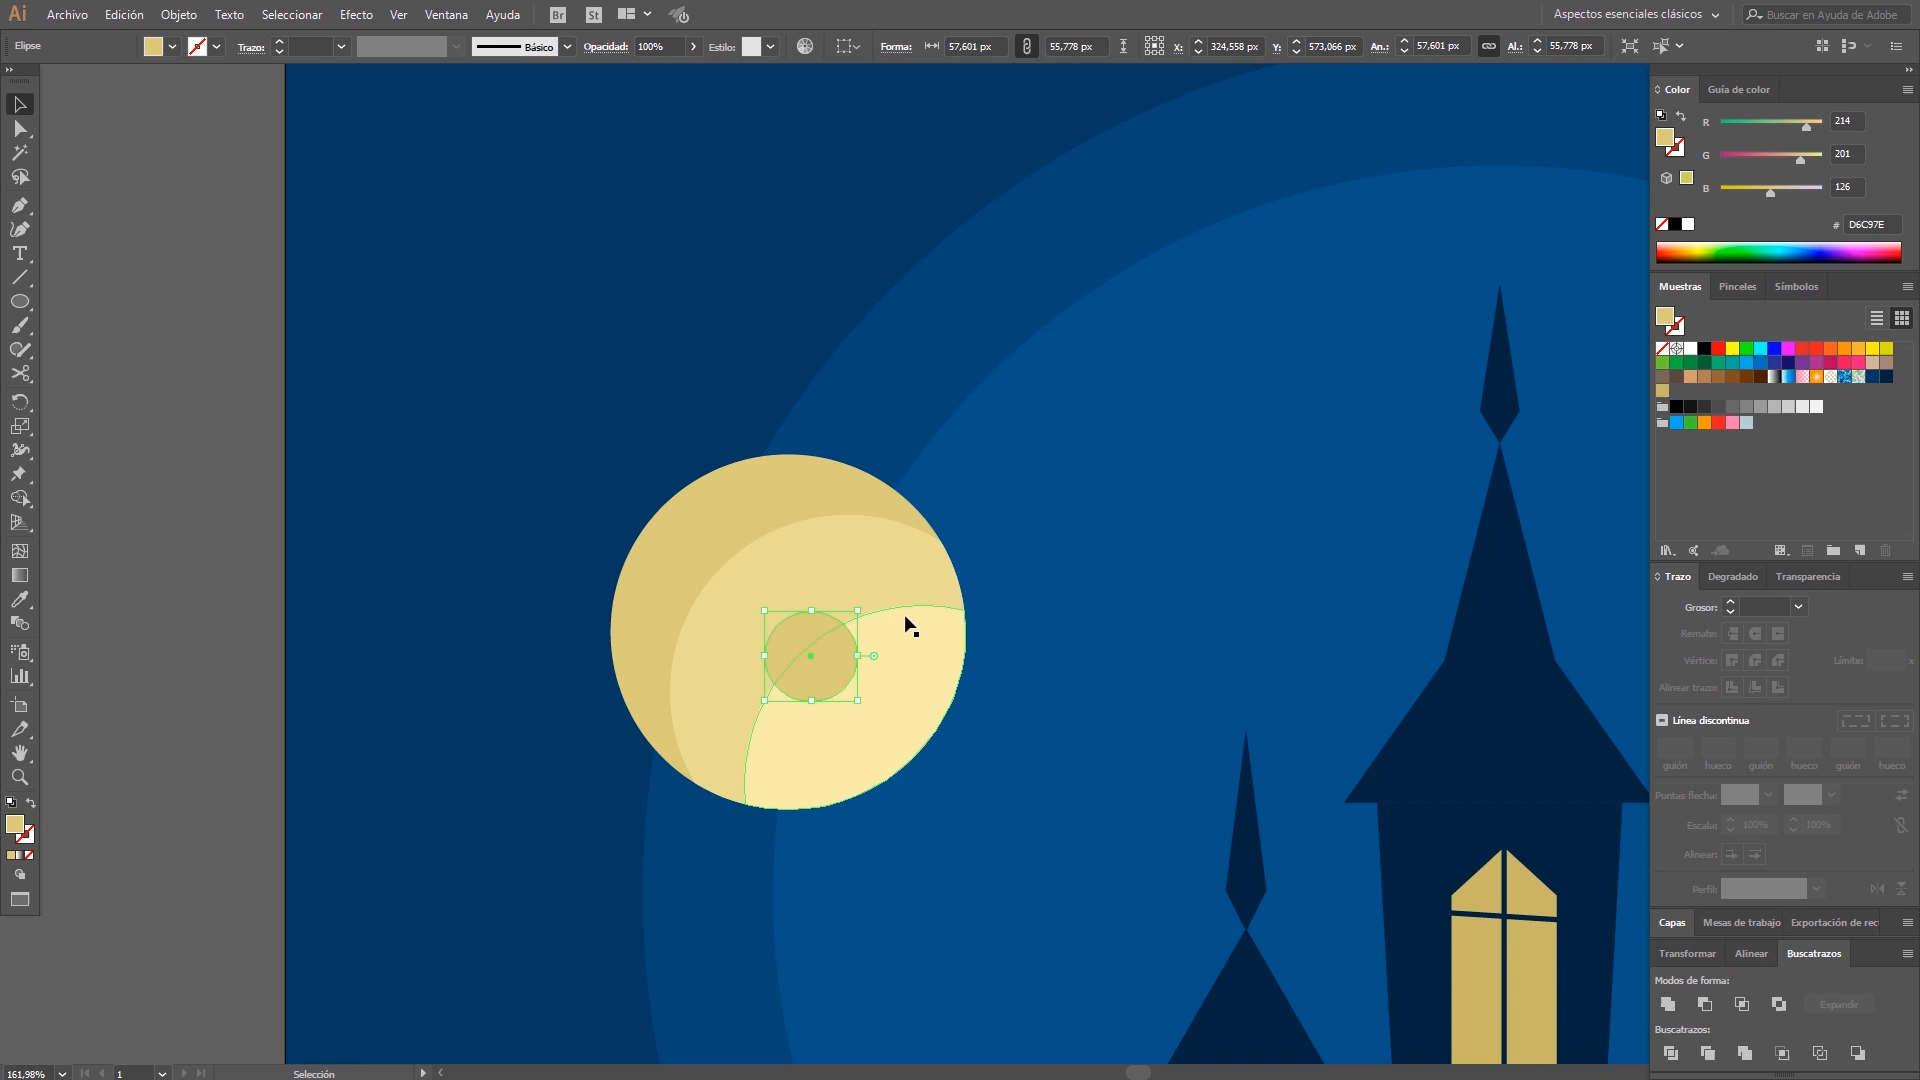 Ai Archivo Edición Objeto Texto Seleccionar Efecto Ver Ventana Ayuda Br St Aspectos esenciales clásicos Buscar en Ayuda de Adobe
Elipse Trazo: Básico Opacidad: 100% Estilo: Forma: 57,601 px 55,778 px X: 324,558 px Y: 573,066 px An.: 57,601 px Al.: 55,778 px
Color Guía de color
R 214
G 201
B 126
# D6C97E
Muestras Pinceles Símbolos
Trazo Degradado Transparencia
Grosor:
Remate:
Vértice: Límite: x
Alinear trazo:
Línea discontinua
guión hueco guión hueco guión hueco
Puntas flecha:
Escala: 100% 100%
Alinear:
Perfil:
Capas Mesas de trabajo Exportación de rec
Transformar Alinear Buscatrazos
Modos de forma:
Expandir
Buscatrazos:
161,98% 1 Selección